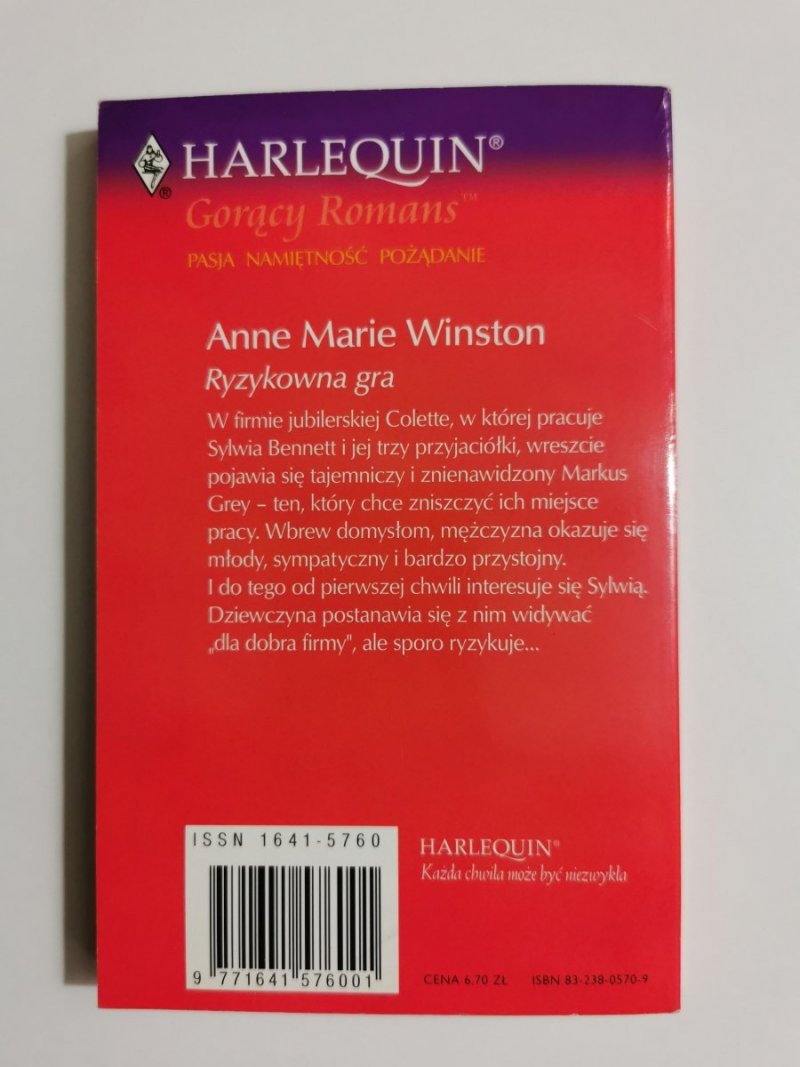 HARLEQUIN®
®
Gorący Romans™
PASJA NAMIĘTNOŚĆ POŻĄDANIE
Anne Marie Winston
Ryzykowna gra
W firmie jubilerskiej Colette, w której pracuje
Sylwia Bennett i jej trzy przyjaciółki, wreszcie
pojawia się tajemniczy i znienawidzony Markus
Grey – ten, który chce zniszczyć ich miejsce
pracy. Wbrew domysłom, mężczyzna okazuje się
młody, sympatyczny i bardzo przystojny.
I do tego od pierwszej chwili interesuje się Sylwią.
Dziewczyna postanawia się z nim widywać
„dla dobra firmy", ale sporo ryzykuje...
ISSN 1641-5760
9 771641 576001
HARLEQUIN®
Każda chwila może być niezwykła
CENA 6.70 ZŁ ISBN 83-238-0570-9